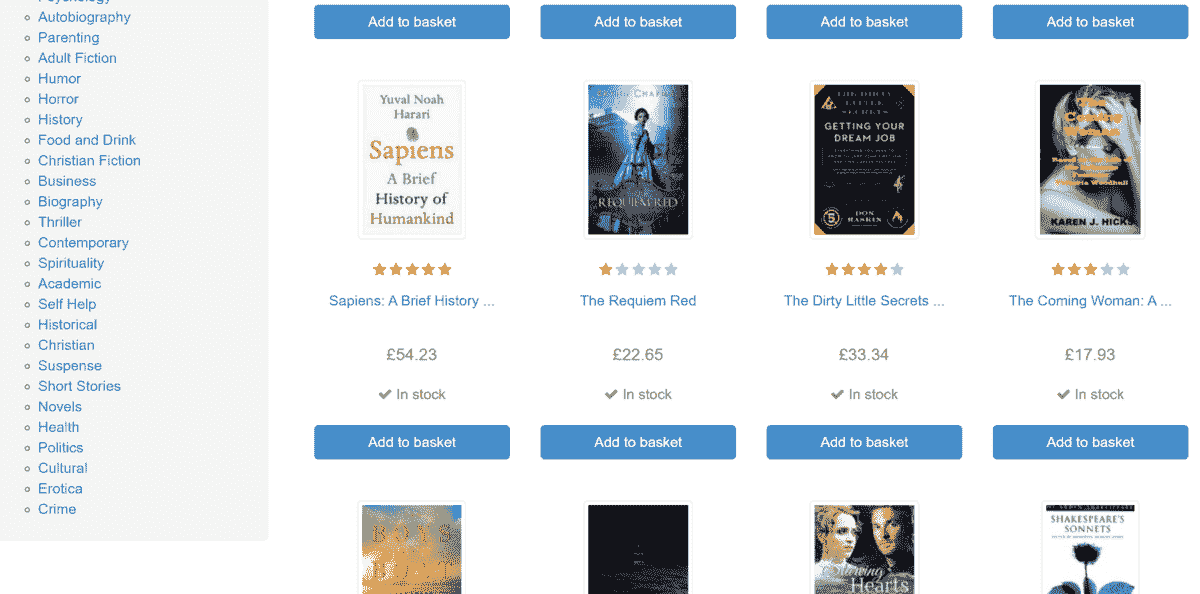 Autobiography
Parenting
Adult Fiction
Humor
Horror
History
Food and Drink
Christian Fiction
Business
Biography
Thriller
Contemporary
Spirituality
Academic
Self Help
Historical
Christian
Suspense
Short Stories
Novels
Health
Politics
Cultural
Erotica
Crime
Add to basket Add to basket Add to basket Add to basket
Yuval Noah
Harari
Sapiens
A Brief
History of
Humankind
REQUIEM RED
GETTING YOUR
DREAM JOB
DON
RASKIN
The
Coming
Woman
KAREN J. HICKS
Sapiens: A Brief History ... The Requiem Red The Dirty Little Secrets ... The Coming Woman: A ...
£54.23 £22.65 £33.34 £17.93
In stock In stock In stock In stock
Add to basket Add to basket Add to basket Add to basket
Hearts
SHAKESPEARE'S
SONNETS